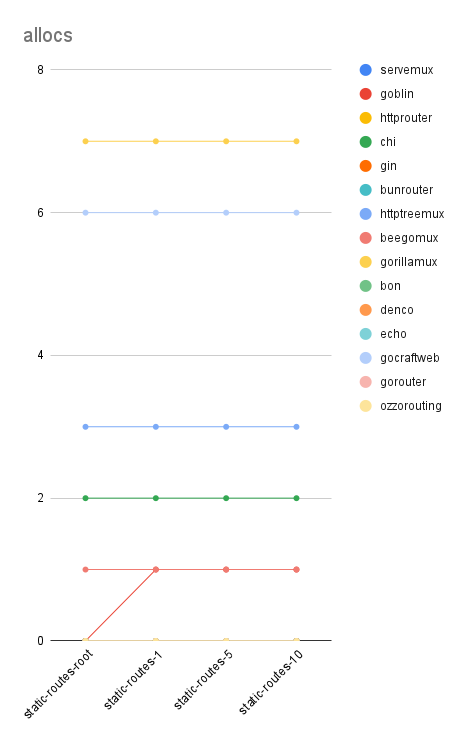 allocs
8
6
4
2
0
static-routes-root
static-routes-1
static-routes-5
static-routes-10
servemux
goblin
httprouter
chi
gin
bunrouter
httptreemux
beegomux
gorillamux
bon
denco
echo
gocraftweb
gorouter
ozzorouting